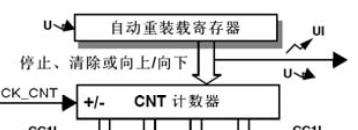 U
自动重装载寄存器
UI
停止、清除或向上/向下
U
CK_CNT
+/- CNT 计数器